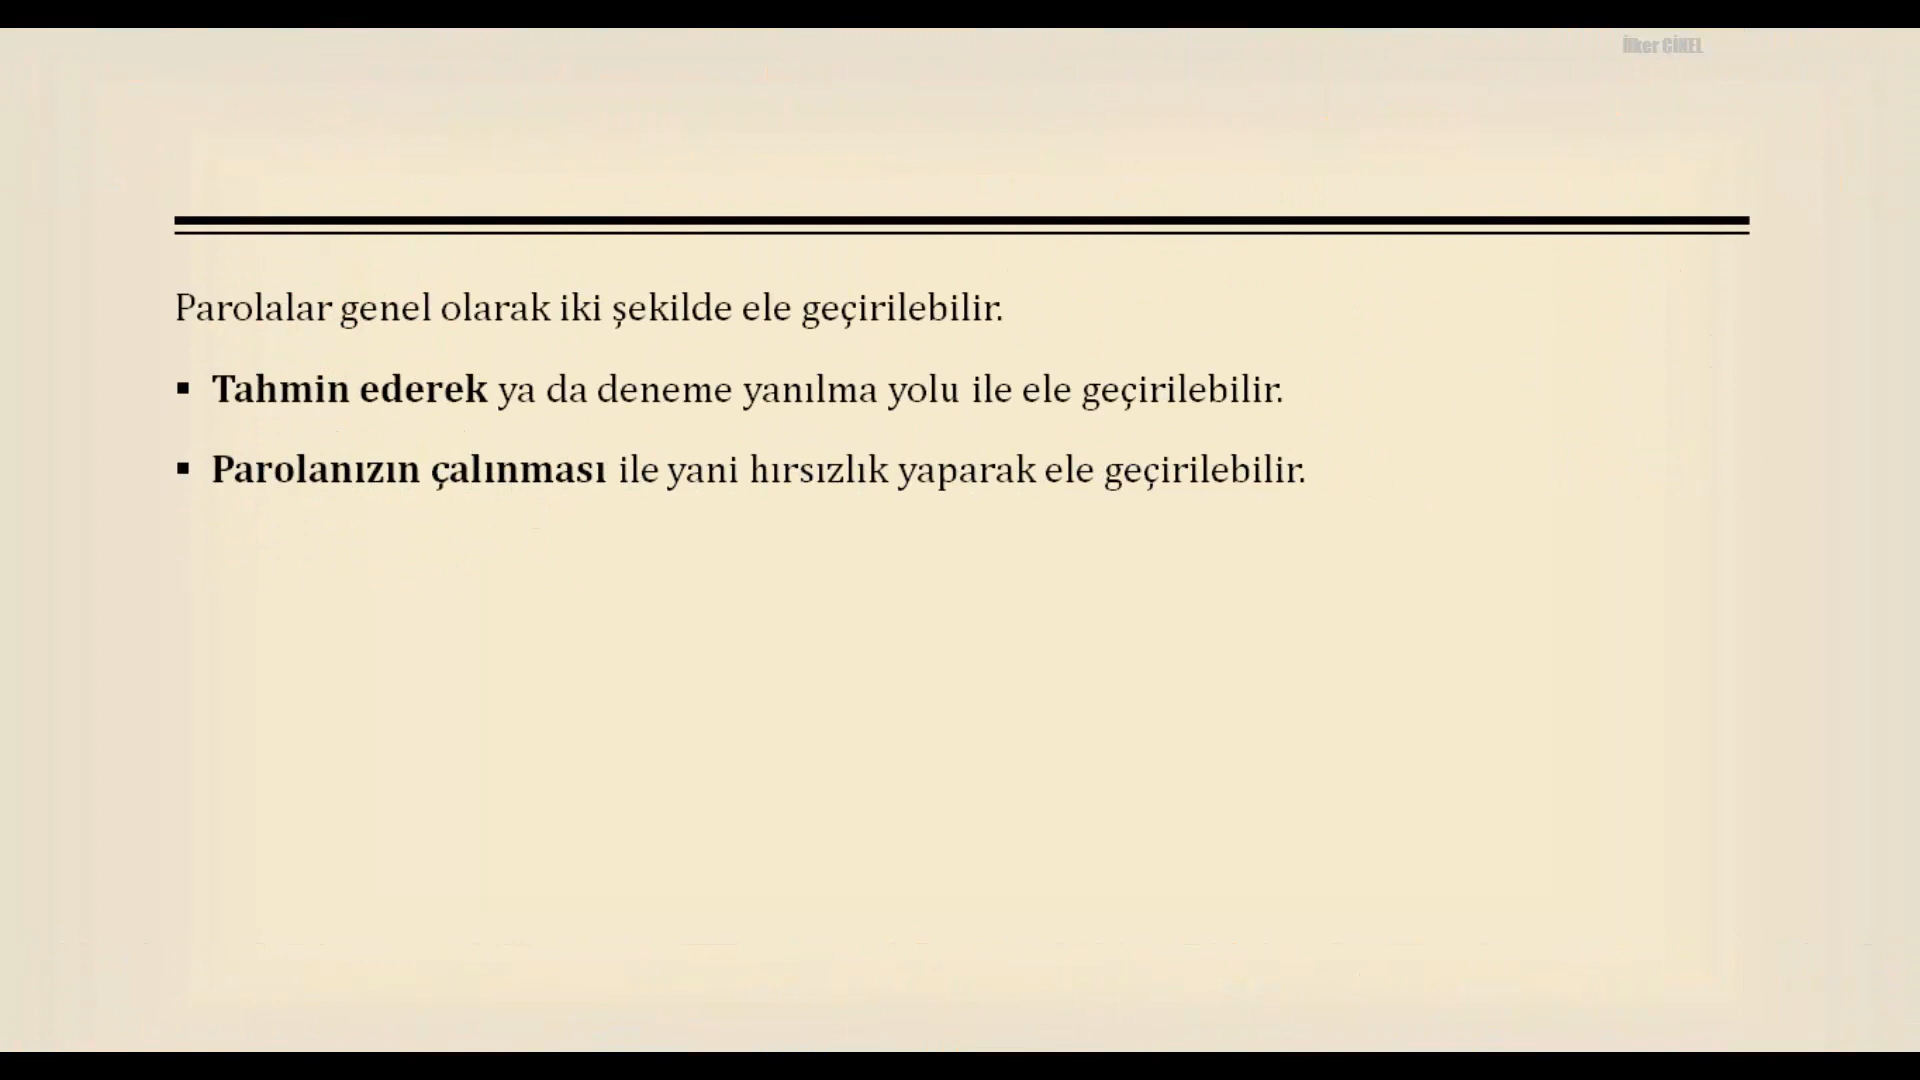 İlker CİNEL
Parolalar genel olarak iki şekilde ele geçirilebilir.
▪ Tahmin ederek ya da deneme yanılma yolu ile ele geçirilebilir.
▪ Parolanızın çalınması ile yani hırsızlık yaparak ele geçirilebilir.